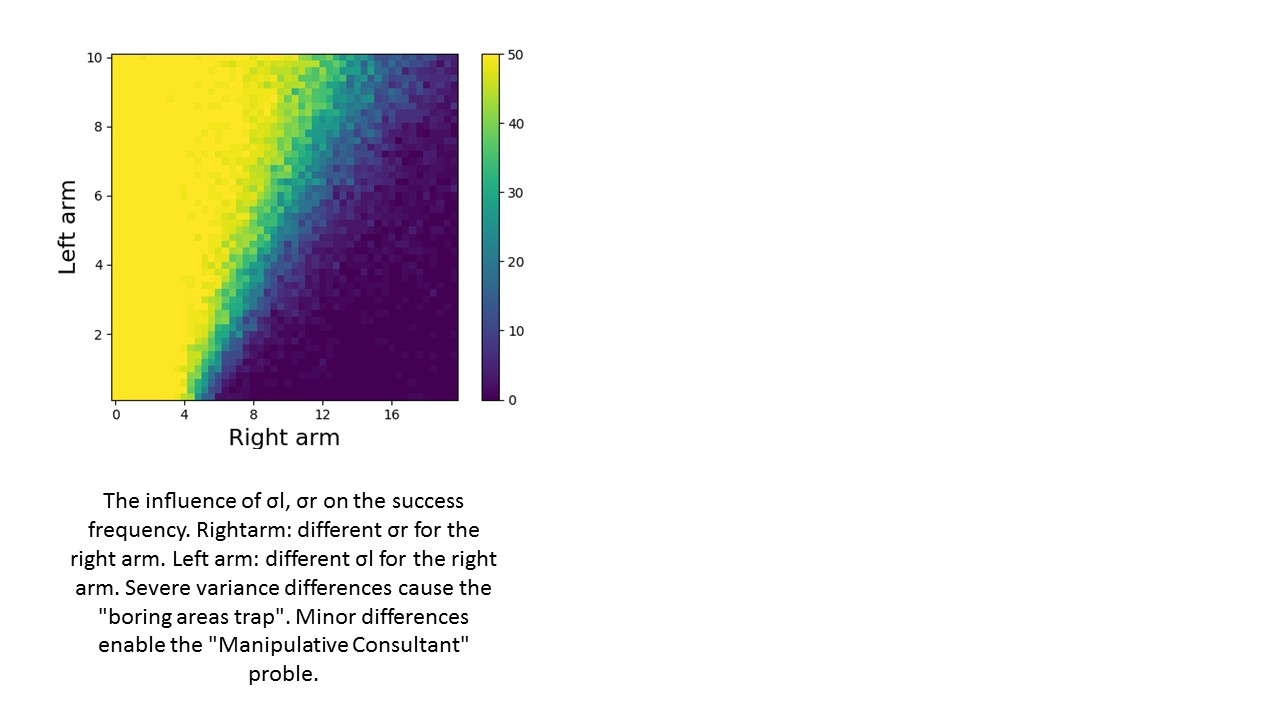 10
8
6
4
2
Left arm
0
4
8
12
16
Right arm
50
40
30
20
10
0
The influence of σl, σr on the success
frequency. Rightarm: different σr for the
right arm. Left arm: different σl for the right
arm. Severe variance differences cause the
"boring areas trap". Minor differences
enable the "Manipulative Consultant"
proble.